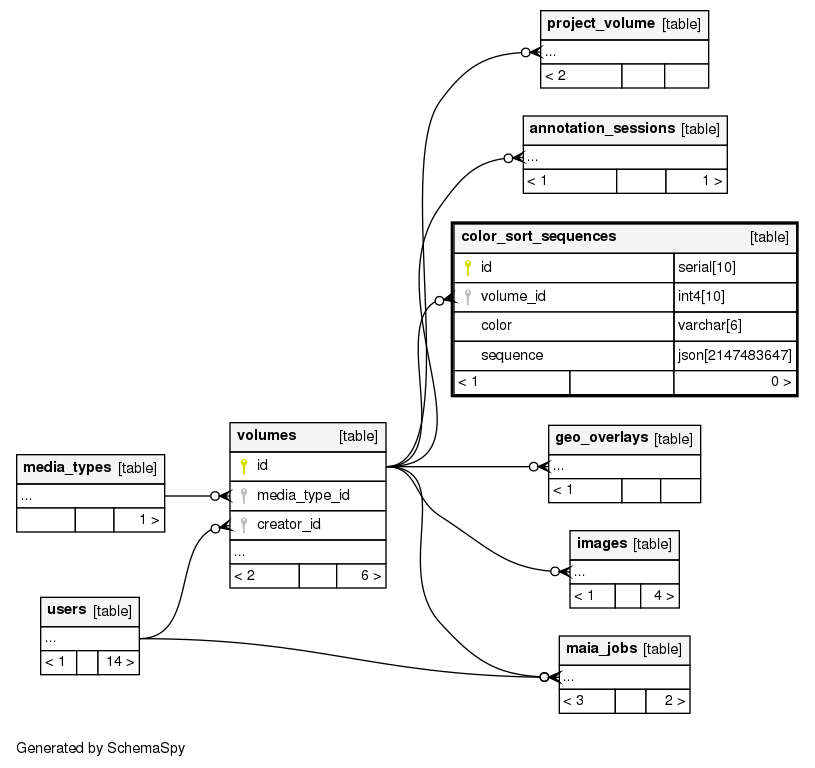 project_volume [table]
...
< 2
annotation_sessions [table]
...
< 1 1 >
color_sort_sequences [table]
id serial[10]
volume_id int4[10]
color varchar[6]
sequence json[2147483647]
< 1 0 >
volumes [table]
id
media_type_id
creator_id
...
< 2 6 >
media_types [table]
...
1 >
users [table]
...
< 1 14 >
geo_overlays [table]
...
< 1
images [table]
...
< 1 4 >
maia_jobs [table]
...
< 3 2 >
Generated by SchemaSpy